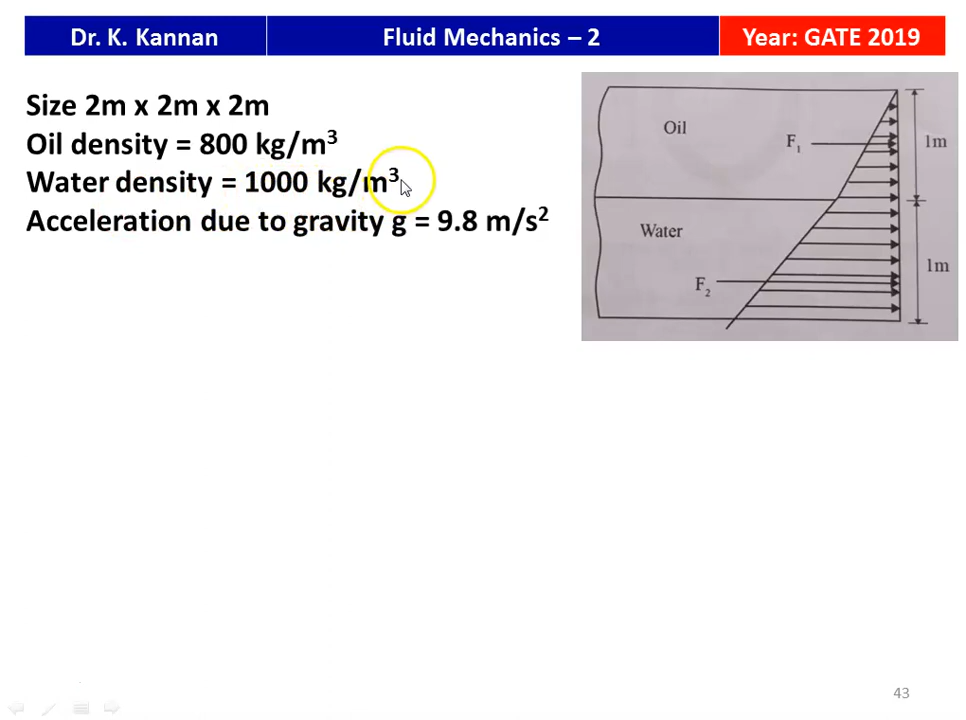 Dr. K. Kannan Fluid Mechanics – 2 Year: GATE 2019
Size 2m x 2m x 2m
Oil density = 800 kg/m³
Water density = 1000 kg/m³
Acceleration due to gravity g = 9.8 m/s²
Oil
F₁
1m
Water
1m
F₂
43